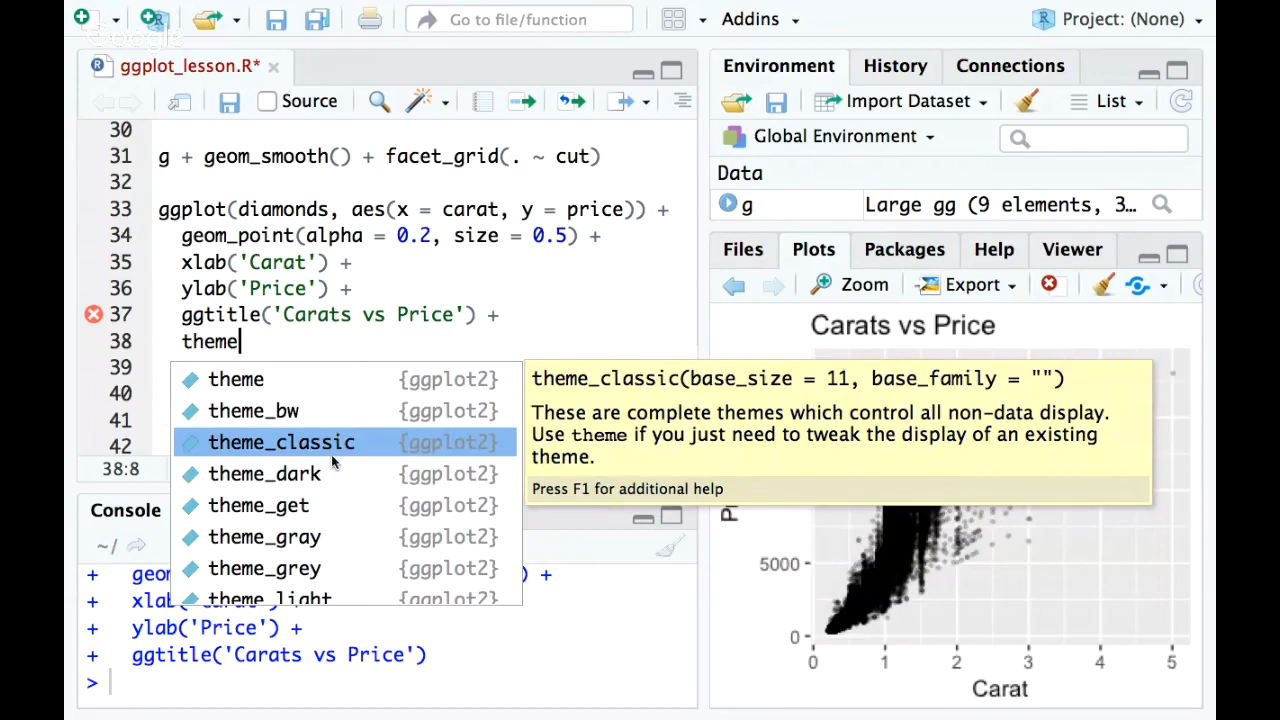 Go to file/function
Addins
Project: (None)
Google
ggplot_lesson.R*
Source
30
31 g + geom_smooth() + facet_grid(. ~ cut)
32
33 ggplot(diamonds, aes(x = carat, y = price)) +
34 geom_point(alpha = 0.2, size = 0.5) +
35 xlab('Carat') +
36 ylab('Price') +
37 ggtitle('Carats vs Price') +
38 theme
39
40
41
42
38:8
theme {ggplot2}
theme_bw {ggplot2}
theme_classic {ggplot2}
theme_dark {ggplot2}
theme_get {ggplot2}
theme_gray {ggplot2}
theme_grey {ggplot2}
theme_light {ggplot2}
theme_classic(base_size = 11, base_family = "")
These are complete themes which control all non-data display.
Use theme if you just need to tweak the display of an existing
theme.
Press F1 for additional help
Console
~/
+ geo ) +
+ xlab('Carat') +
+ ylab('Price') +
+ ggtitle('Carats vs Price')
>
Environment History Connections
Import Dataset List
Global Environment
Data
g Large gg (9 elements, 3…
Files Plots Packages Help Viewer
Zoom Export
Carats vs Price
5000
0
0 1 2 3 4 5
Carat